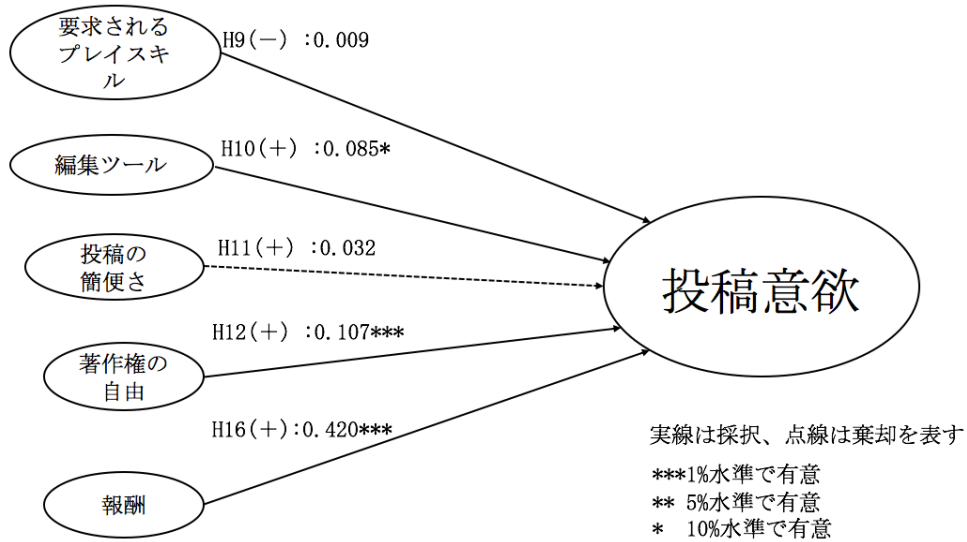 要求される
プレイスキ
ル
H9(－) :0.009
編集ツール
H10(＋) :0.085*
投稿の
簡便さ
H11(＋) :0.032
著作権の
自由
H12(＋) :0.107***
報酬
H16(＋):0.420***
投稿意欲
実線は採択、点線は棄却を表す
***1%水準で有意
** 5%水準で有意
* 10%水準で有意